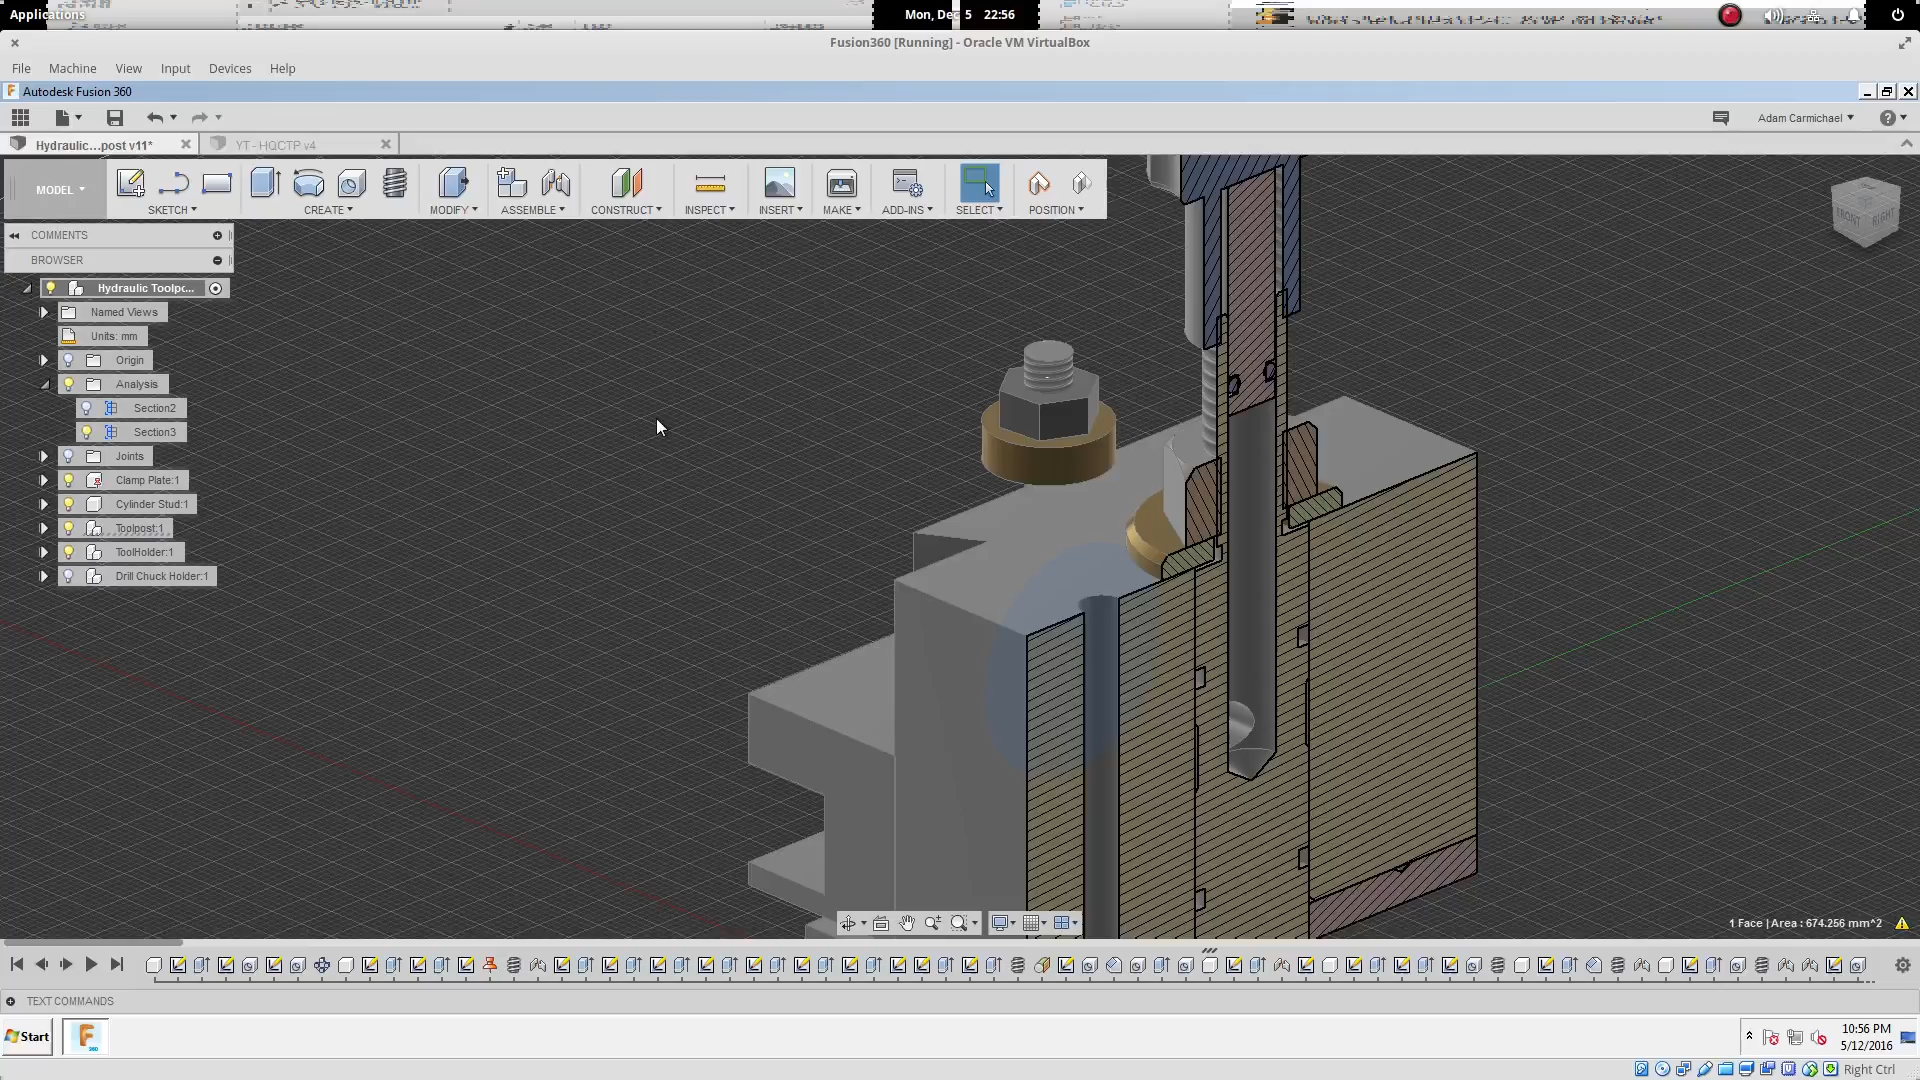 Applications
Mon, Dec 5 22:56
Fusion360 [Running] - Oracle VM VirtualBox
File Machine View Input Devices Help
Autodesk Fusion 360
Adam Carmichael
Hydraulic...post v11*
YT - HQCTP v4
MODEL
SKETCH
CREATE
MODIFY
ASSEMBLE
CONSTRUCT
INSPECT
INSERT
MAKE
ADD-INS
SELECT
POSITION
FRONT
RIGHT
COMMENTS
BROWSER
Hydraulic Toolpc...
Named Views
Units: mm
Origin
Analysis
Section2
Section3
Joints
Clamp Plate:1
Cylinder Stud:1
Toolpost:1
ToolHolder:1
Drill Chuck Holder:1
1 Face | Area : 674.256 mm^2
TEXT COMMANDS
Start
360
10:56 PM
5/12/2016
Right Ctrl